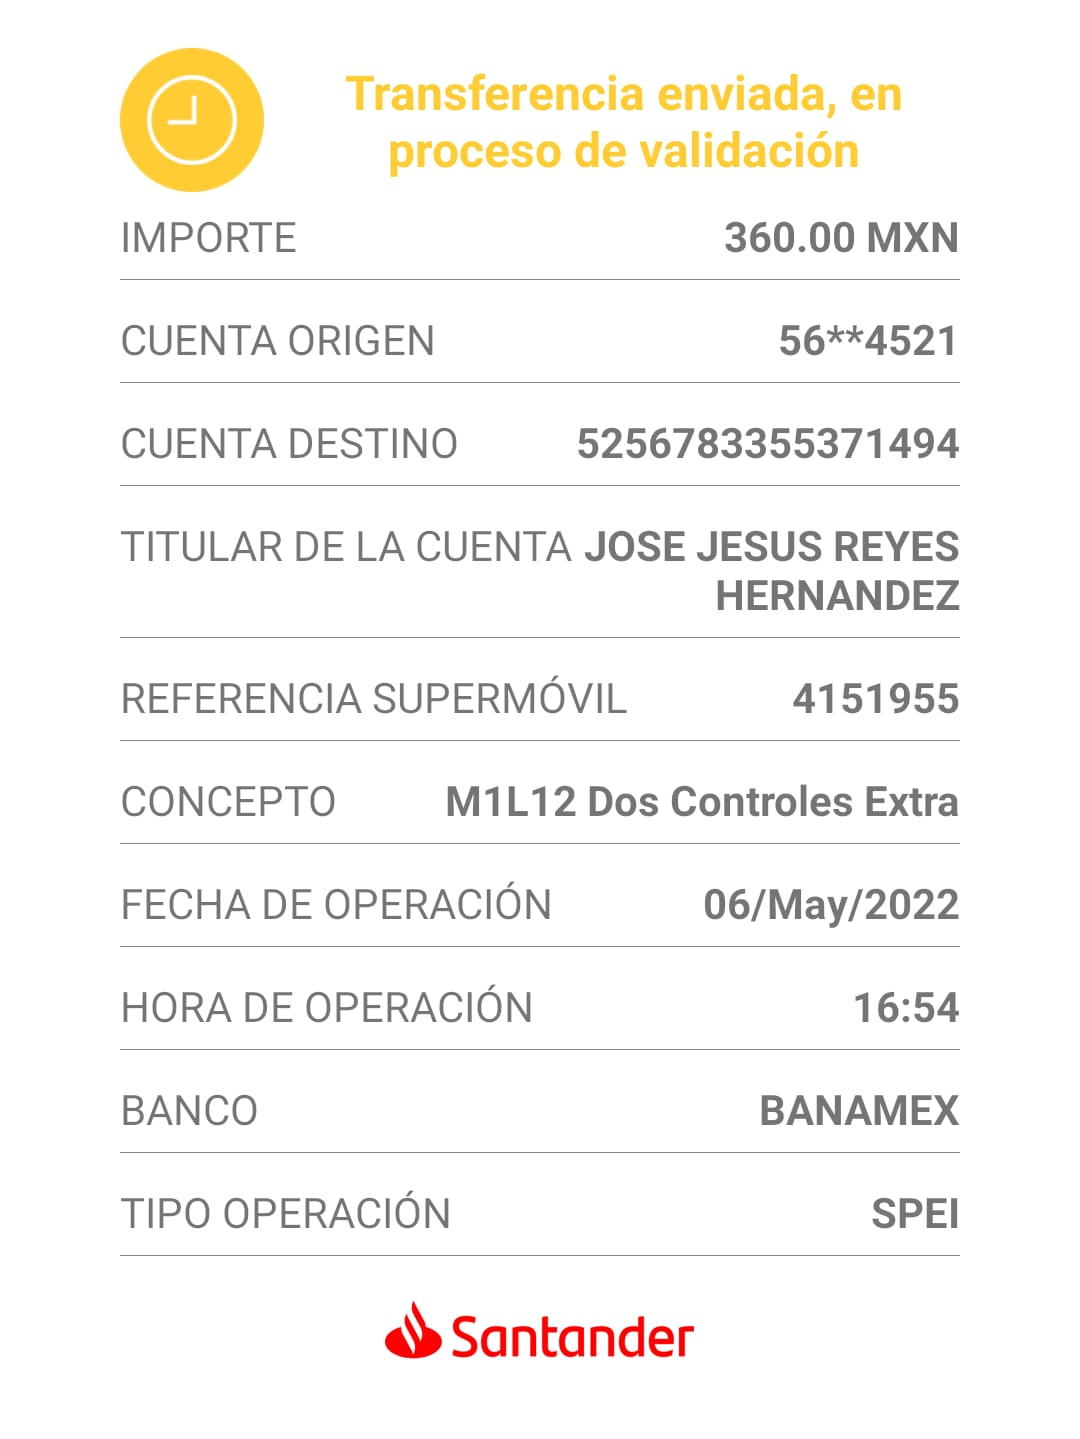 Transferencia enviada, en
proceso de validación
IMPORTE 360.00 MXN
CUENTA ORIGEN 56**4521
CUENTA DESTINO 5256783355371494
TITULAR DE LA CUENTA JOSE JESUS REYES
HERNANDEZ
REFERENCIA SUPERMÓVIL 4151955
CONCEPTO M1L12 Dos Controles Extra
FECHA DE OPERACIÓN 06/May/2022
HORA DE OPERACIÓN 16:54
BANCO BANAMEX
TIPO OPERACIÓN SPEI
Santander